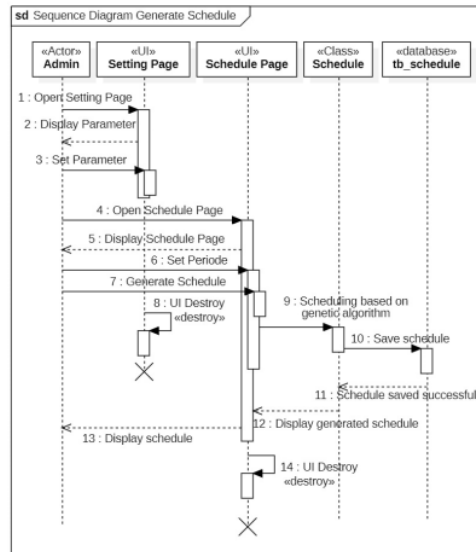 sd Sequence Diagram Generate Schedule
«Actor»
Admin
«UI»
Setting Page
«UI»
Schedule Page
«Class»
Schedule
«database»
tb_schedule
1 : Open Setting Page
2 : Display Parameter
3 : Set Parameter
4 : Open Schedule Page
5 : Display Schedule Page
6 : Set Periode
7 : Generate Schedule
8 : UI Destroy
«destroy»
9 : Scheduling based on
genetic algorithm
10 : Save schedule
11 : Schedule saved successful
12 : Display generated schedule
13 : Display schedule
14 : UI Destroy
«destroy»